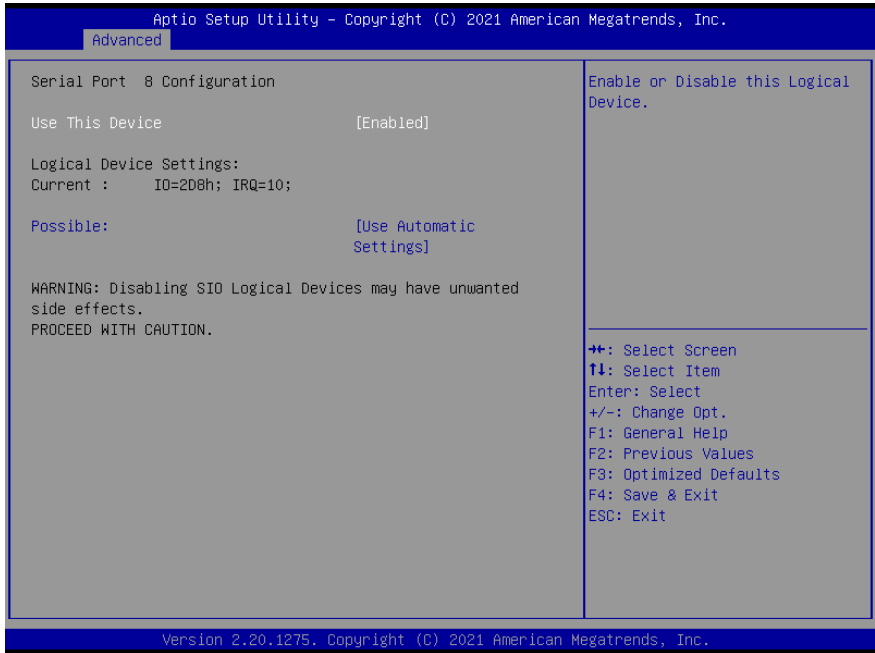 Aptio Setup Utility – Copyright (C) 2021 American Megatrends, Inc.
Advanced
Serial Port 8 Configuration
Use This Device [Enabled]
Logical Device Settings:
Current : IO=2D8h; IRQ=10;
Possible: [Use Automatic
Settings]
WARNING: Disabling SIO Logical Devices may have unwanted
side effects.
PROCEED WITH CAUTION.
Enable or Disable this Logical
Device.
→←: Select Screen
↑↓: Select Item
Enter: Select
+/-: Change Opt.
F1: General Help
F2: Previous Values
F3: Optimized Defaults
F4: Save & Exit
ESC: Exit
Version 2.20.1275. Copyright (C) 2021 American Megatrends, Inc.